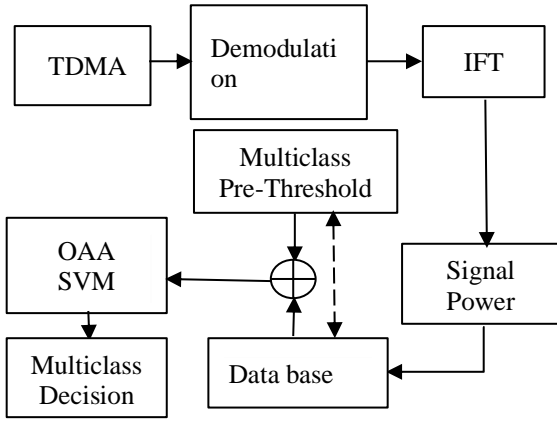 TDMA
Demodulati
on
IFT
Multiclass
Pre-Threshold
OAA
SVM
Signal
Power
Multiclass
Decision
Data base